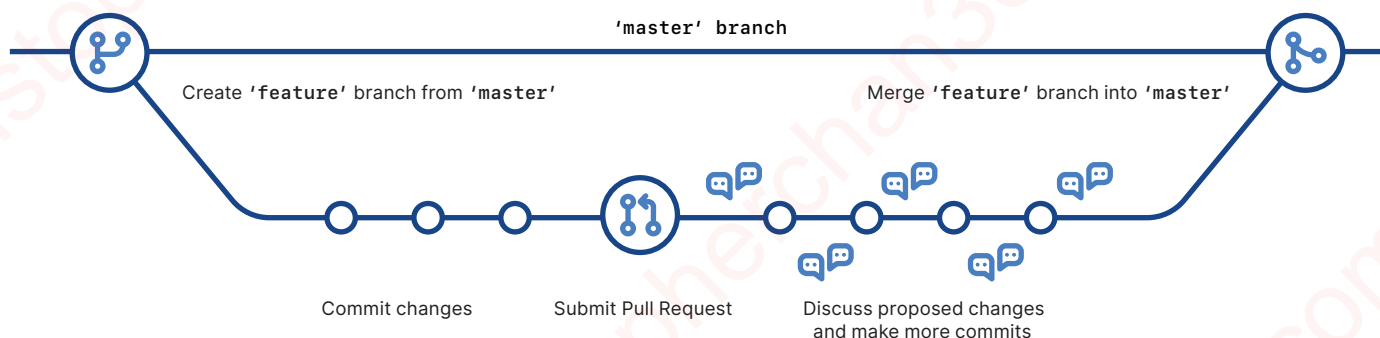 ‘master’ branch
Create ‘feature’ branch from ‘master’
Merge ‘feature’ branch into ‘master’
Commit changes
Submit Pull Request
Discuss proposed changes
and make more commits